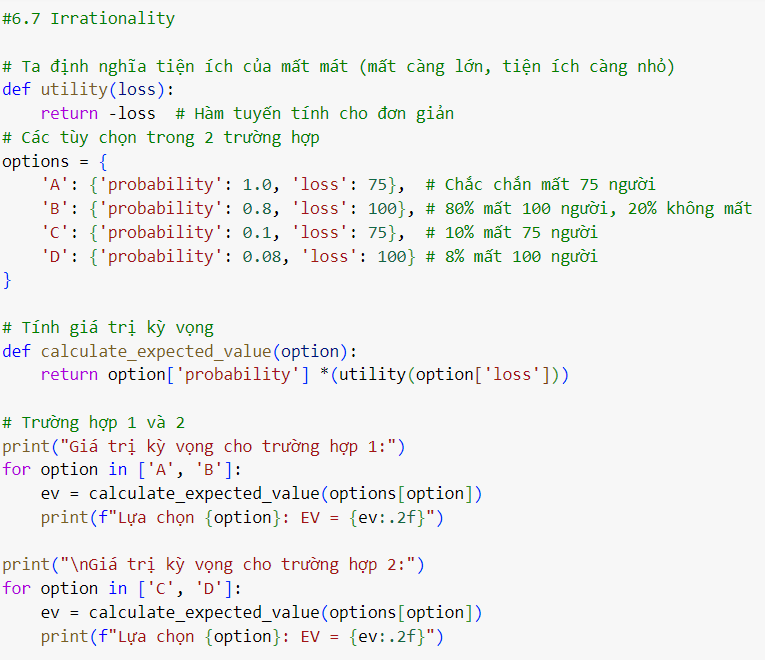 #6.7 Irrationality
# Ta định nghĩa tiện ích của mất mát (mất càng lớn, tiện ích càng nhỏ)
def utility(loss):
    return -loss  # Hàm tuyến tính cho đơn giản
# Các tùy chọn trong 2 trường hợp
options = {
    'A': {'probability': 1.0, 'loss': 75},  # Chắc chắn mất 75 người
    'B': {'probability': 0.8, 'loss': 100}, # 80% mất 100 người, 20% không mất
    'C': {'probability': 0.1, 'loss': 75},  # 10% mất 75 người
    'D': {'probability': 0.08, 'loss': 100} # 8% mất 100 người
}
# Tính giá trị kỳ vọng
def calculate_expected_value(option):
    return option['probability'] *(utility(option['loss']))
# Trường hợp 1 và 2
print("Giá trị kỳ vọng cho trường hợp 1:")
for option in ['A', 'B']:
    ev = calculate_expected_value(options[option])
    print(f"Lựa chọn {option}: EV = {ev:.2f}")
print("\nGiá trị kỳ vọng cho trường hợp 2:")
for option in ['C', 'D']:
    ev = calculate_expected_value(options[option])
    print(f"Lựa chọn {option}: EV = {ev:.2f}")